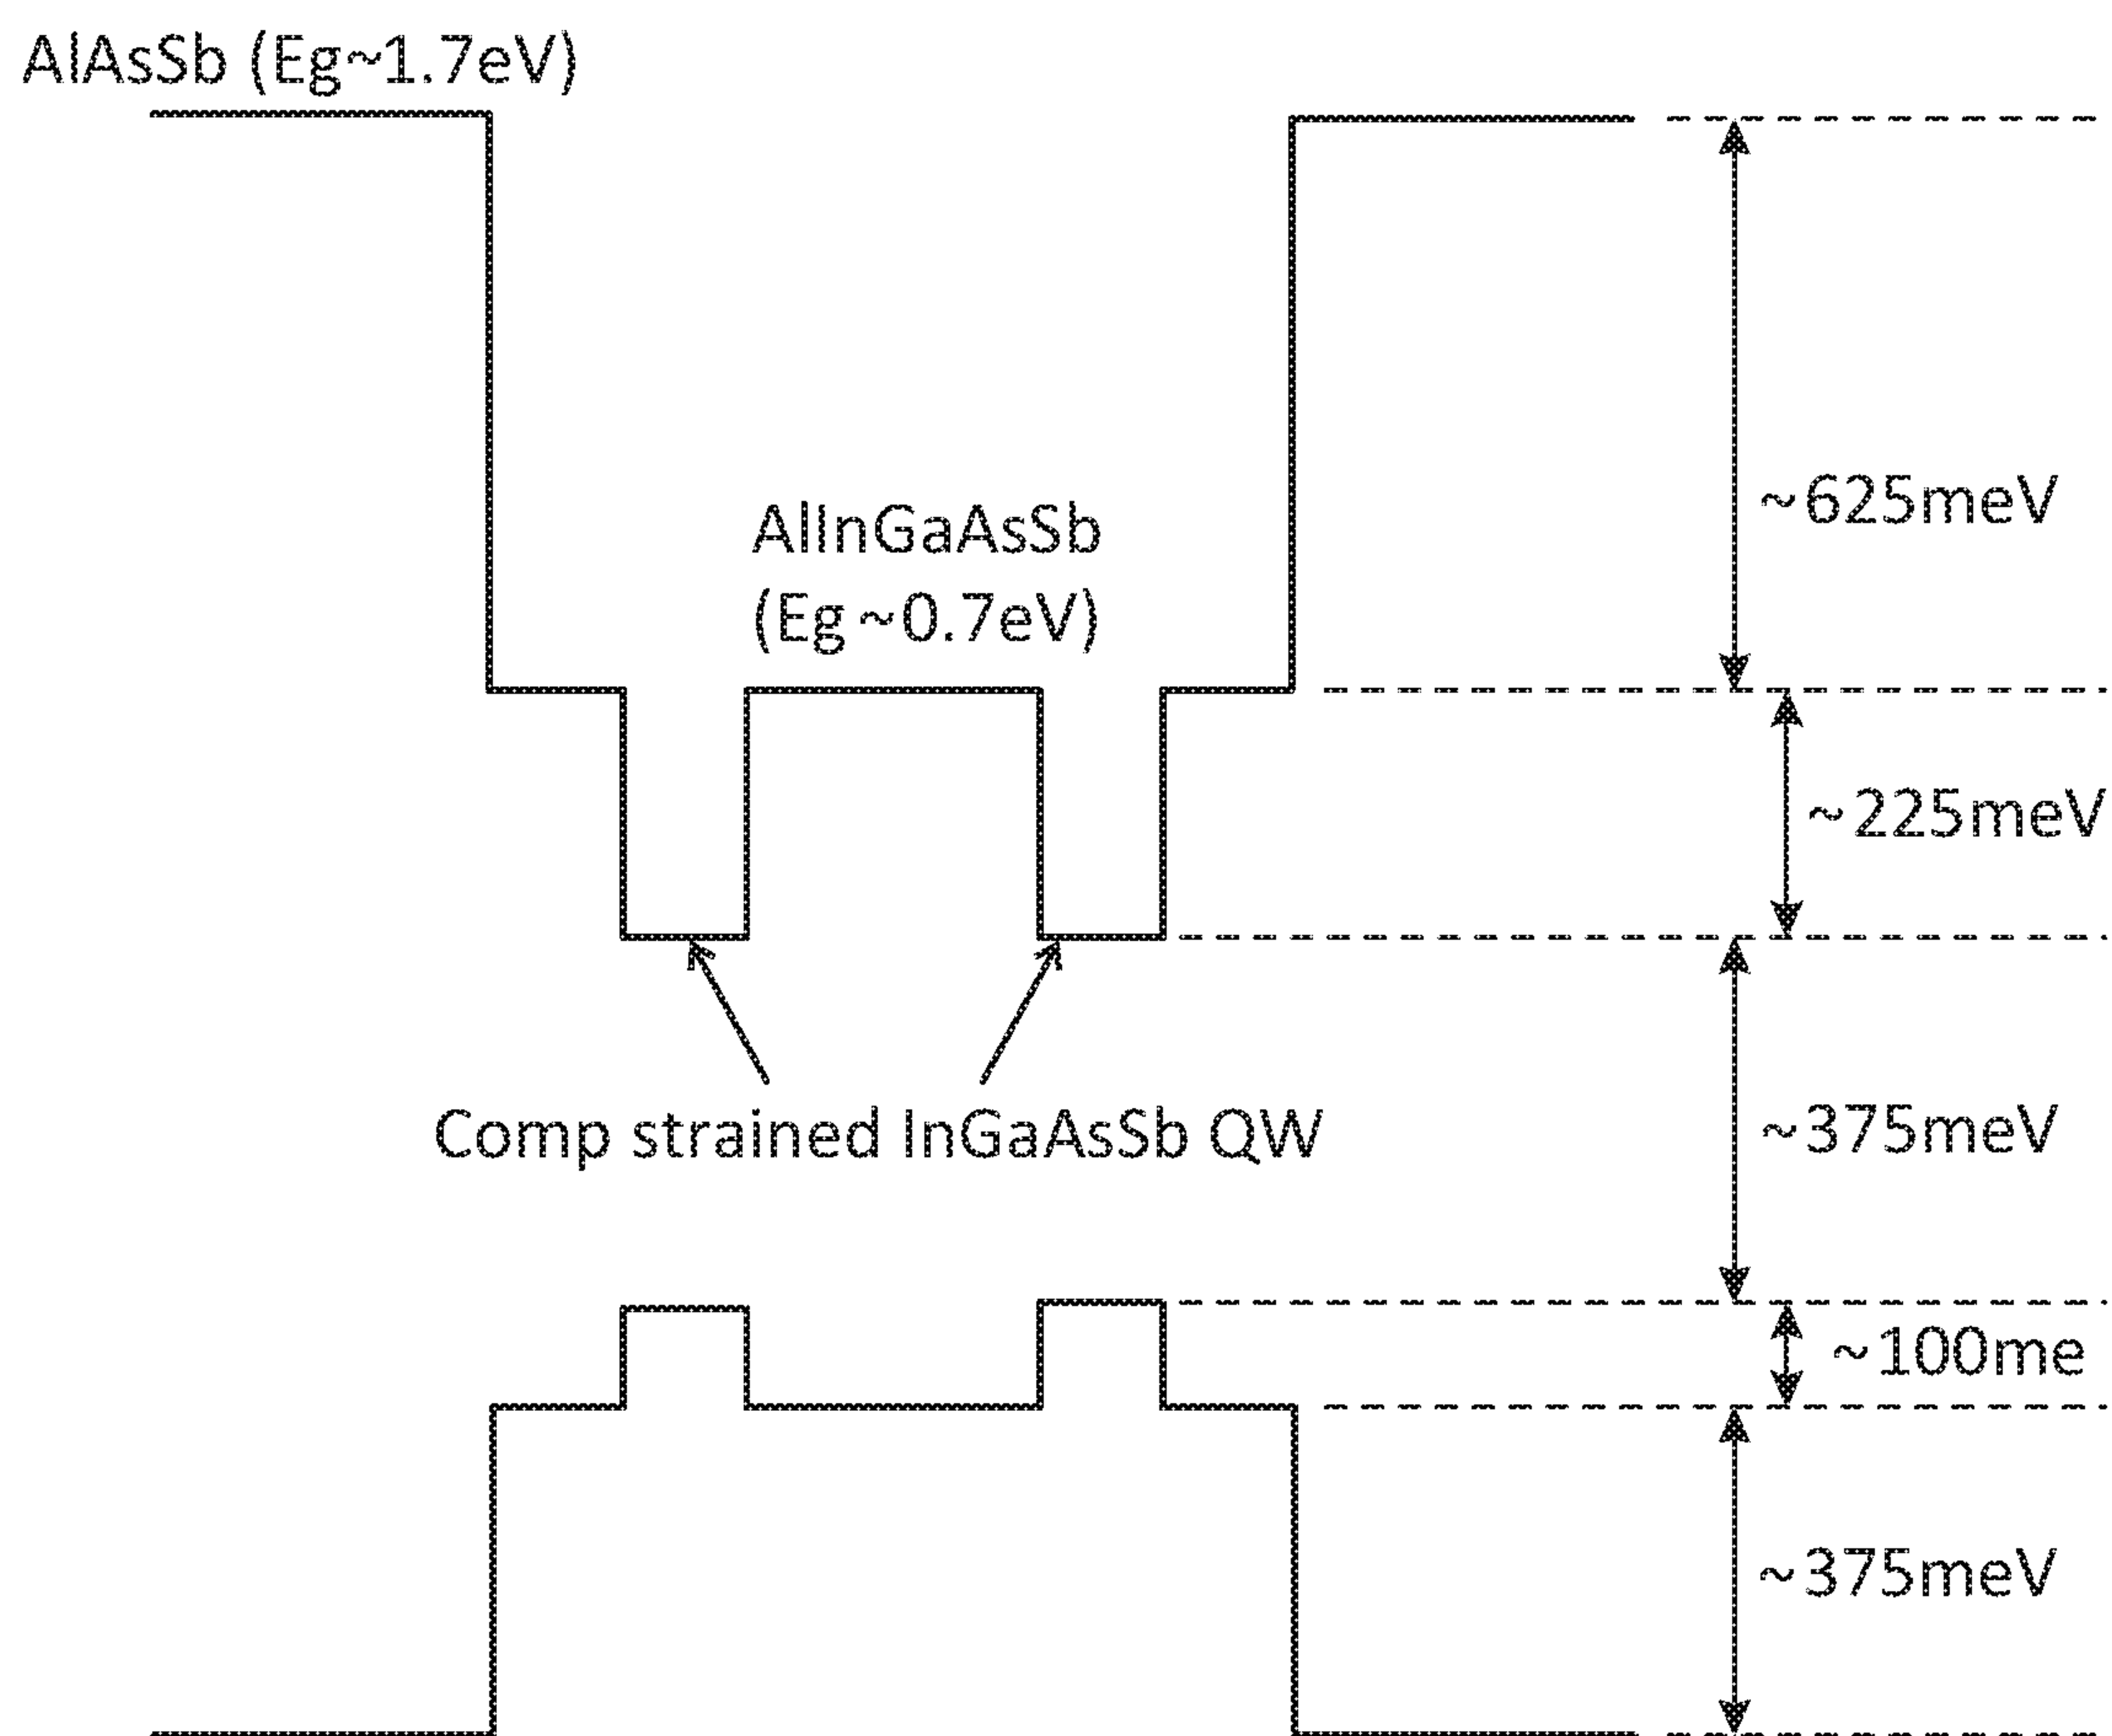 AlAsSb (Eg~1.7eV)
AlInGaAsSb
(Eg ~0.7eV)
~625meV
~225meV
Comp strained InGaAsSb QW
~375meV
~100me
~375meV